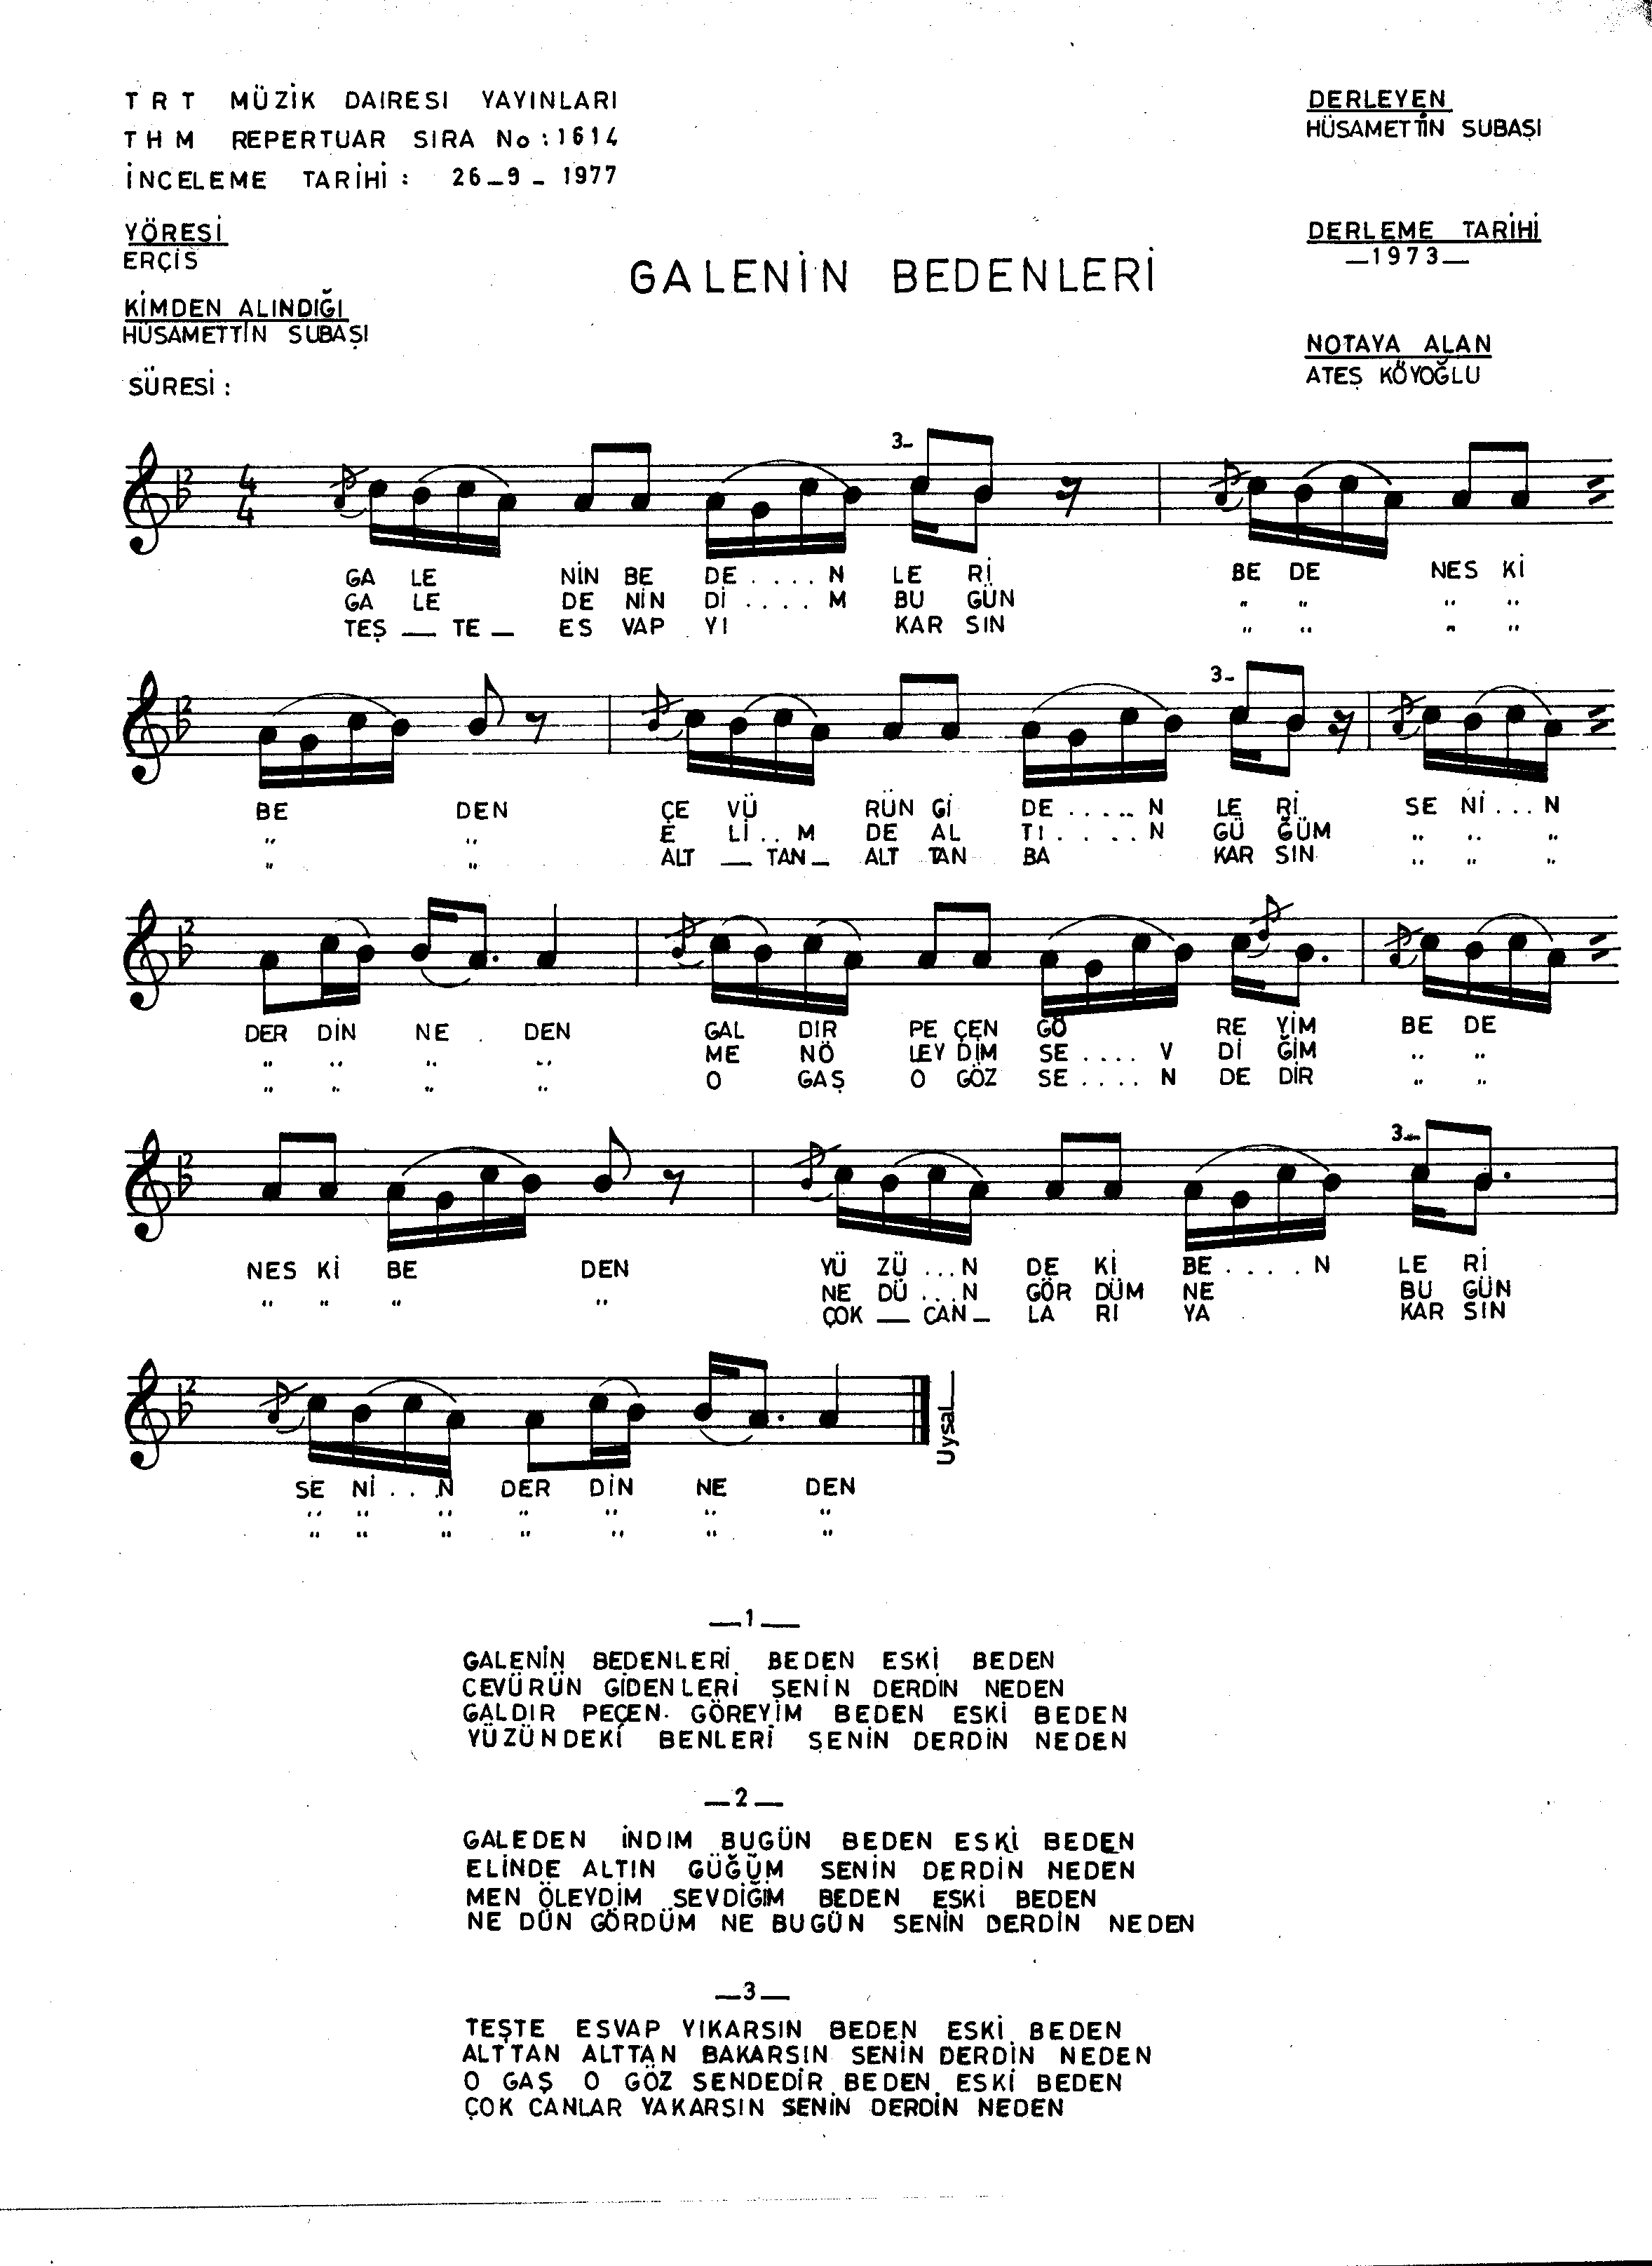 TRT MÜZİK DAIRESI YAYINLARI
THM REPERTUAR SIRA No: 1614
İNCELEME TARİHİ : 26_9_1977
DERLEYEN
HÜSAMETTİN SUBAŞI
YÖRESİ
ERÇİŞ
DERLEME TARİHİ
_1973_
GALENİN BEDENLERİ
KİMDEN ALINDIĞI
HÜSAMETTİN SUBAŞI
NOTAYA ALAN
ATEŞ KÖYOĞLU
SÜRESİ :
3_
GA LE NİN BE DE . . . . N LE Rİ BE DE NES Kİ
GA LE DE NİN Dİ . . . . M BU GÜN " " " "
TEŞ _ TE _ ES VAP YI KAR SIN " " " "
3_
BE DEN ÇE VÜ RÜN Gİ DE . . . . . N LE Rİ SE Nİ . . . N
" " E Lİ . . M DE AL TI . . . . . N GÜ ĞÜM " " "
" " ALT _ TAN _ ALT TAN BA KAR SIN " " "
DER DİN NE . DEN GAL DIR PE ÇEN GÖ RE YİM BE DE
" " " " ME NÖ LEY DİM SE . . . . V Dİ ĞİM " "
" " " " O GAŞ O GÖZ SE . . . . N DE DİR " "
3_
NES Kİ BE DEN YÜ ZÜ . . . N DE Kİ BE . . . . N LE Rİ
" " " " NE DÜ . . . N GÖR DÜM NE BU GÜN
ÇOK _ CAN _ LA RI YA KAR SIN
Uysal
SE Nİ . . . N DER DİN NE DEN
" " " " " " "
" " " " " " "
_1_
GALENİN BEDENLERİ BEDEN ESKİ BEDEN
CEVÜRÜN GİDENLERİ SENİN DERDİN NEDEN
GALDIR PEÇEN GÖREYİM BEDEN ESKİ BEDEN
YÜZÜNDEKİ BENLERİ SENİN DERDİN NEDEN
_2_
GALEDEN İNDIM BUGÜN BEDEN ESKİ BEDEN
ELİNDE ALTIN GÜĞÜM SENİN DERDİN NEDEN
MEN ÖLEYDİM SEVDİĞİM BEDEN ESKİ BEDEN
NE DÜN GÖRDÜM NE BUGÜN SENİN DERDİN NEDEN
_3_
TEŞTE ESVAP YIKARSIN BEDEN ESKİ BEDEN
ALTTAN ALTTAN BAKARSIN SENİN DERDİN NEDEN
O GAŞ O GÖZ SENDEDİR BEDEN ESKİ BEDEN
ÇOK CANLAR YAKARSIN SENİN DERDİN NEDEN